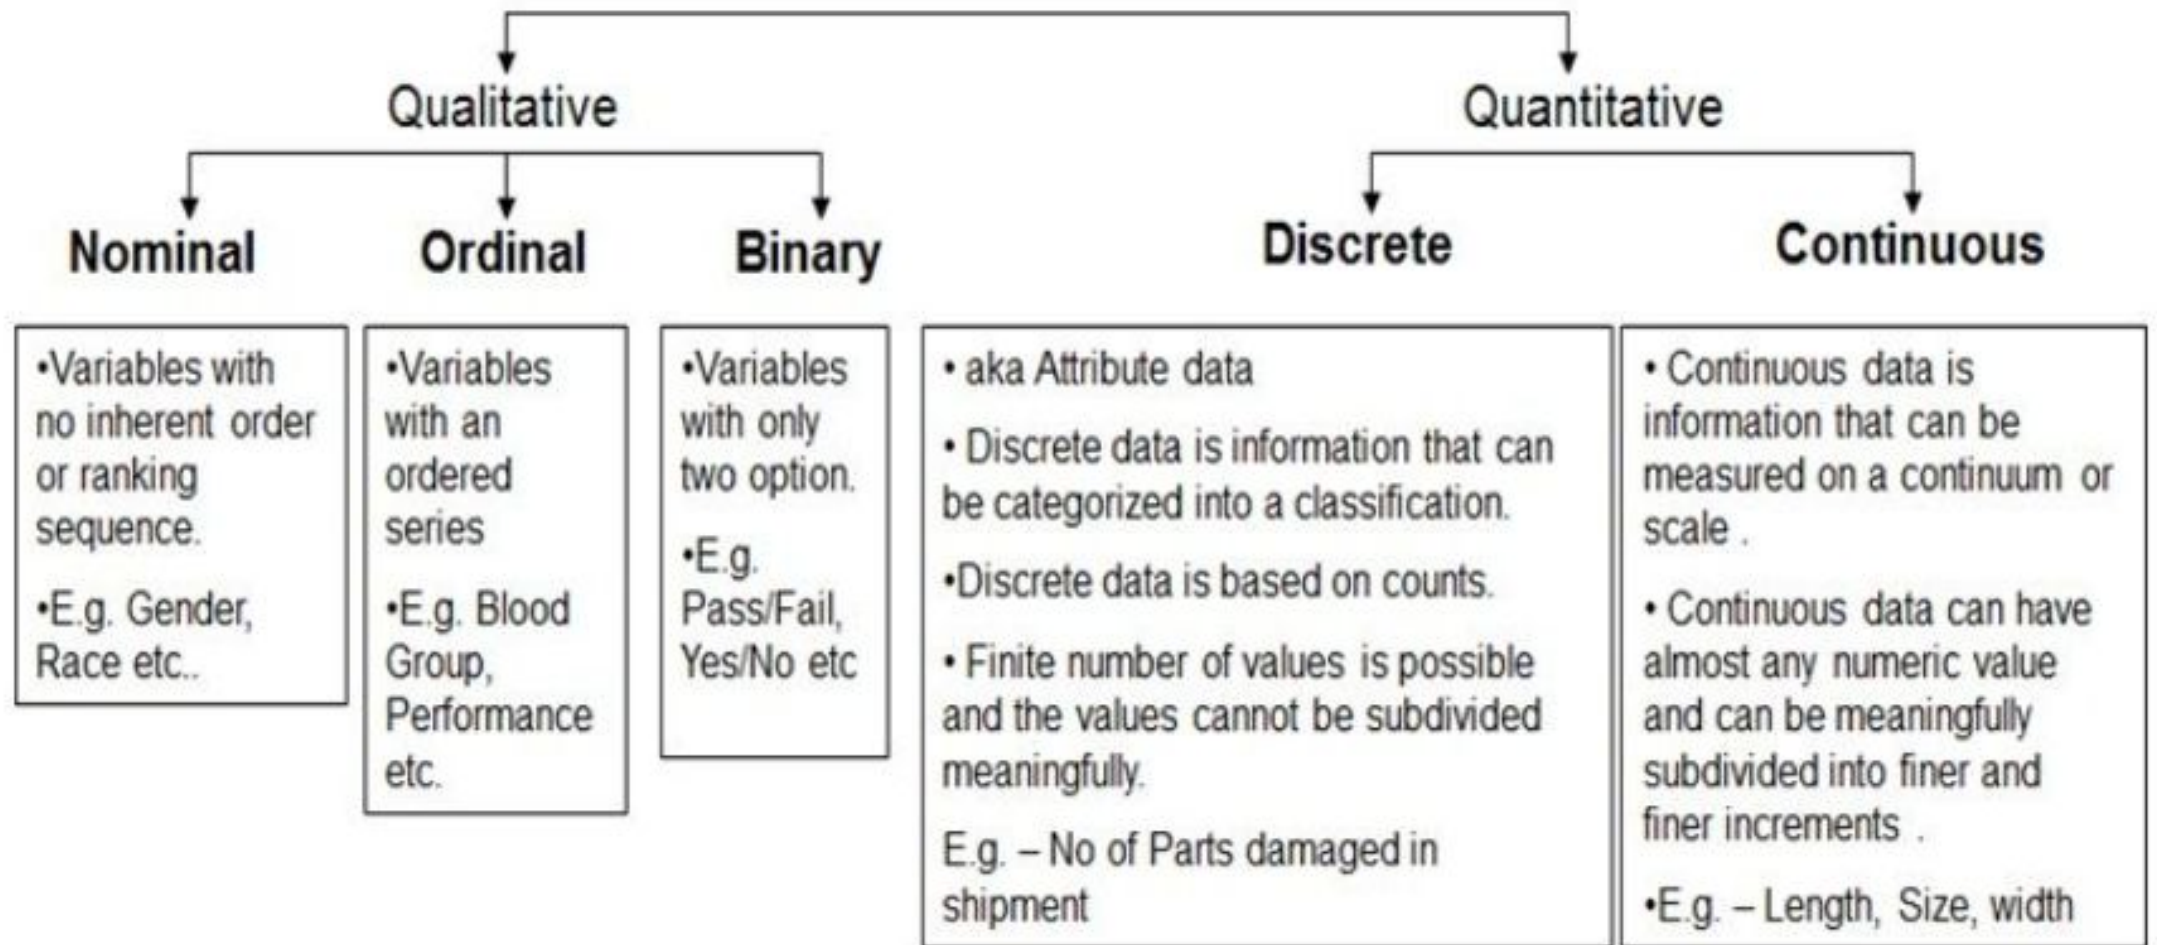 Qualitative
Quantitative
Nominal
Ordinal
Binary
Discrete
Continuous
•Variables with
no inherent order
or ranking
sequence.
•E.g. Gender,
Race etc..
•Variables
with an
ordered
series
•E.g. Blood
Group,
Performance
etc.
•Variables
with only
two option.
•E.g.
Pass/Fail,
Yes/No etc
• aka Attribute data
• Discrete data is information that can
be categorized into a classification.
•Discrete data is based on counts.
• Finite number of values is possible
and the values cannot be subdivided
meaningfully.
E.g. – No of Parts damaged in
shipment
• Continuous data is
information that can be
measured on a continuum or
scale .
• Continuous data can have
almost any numeric value
and can be meaningfully
subdivided into finer and
finer increments .
•E.g. – Length, Size, width